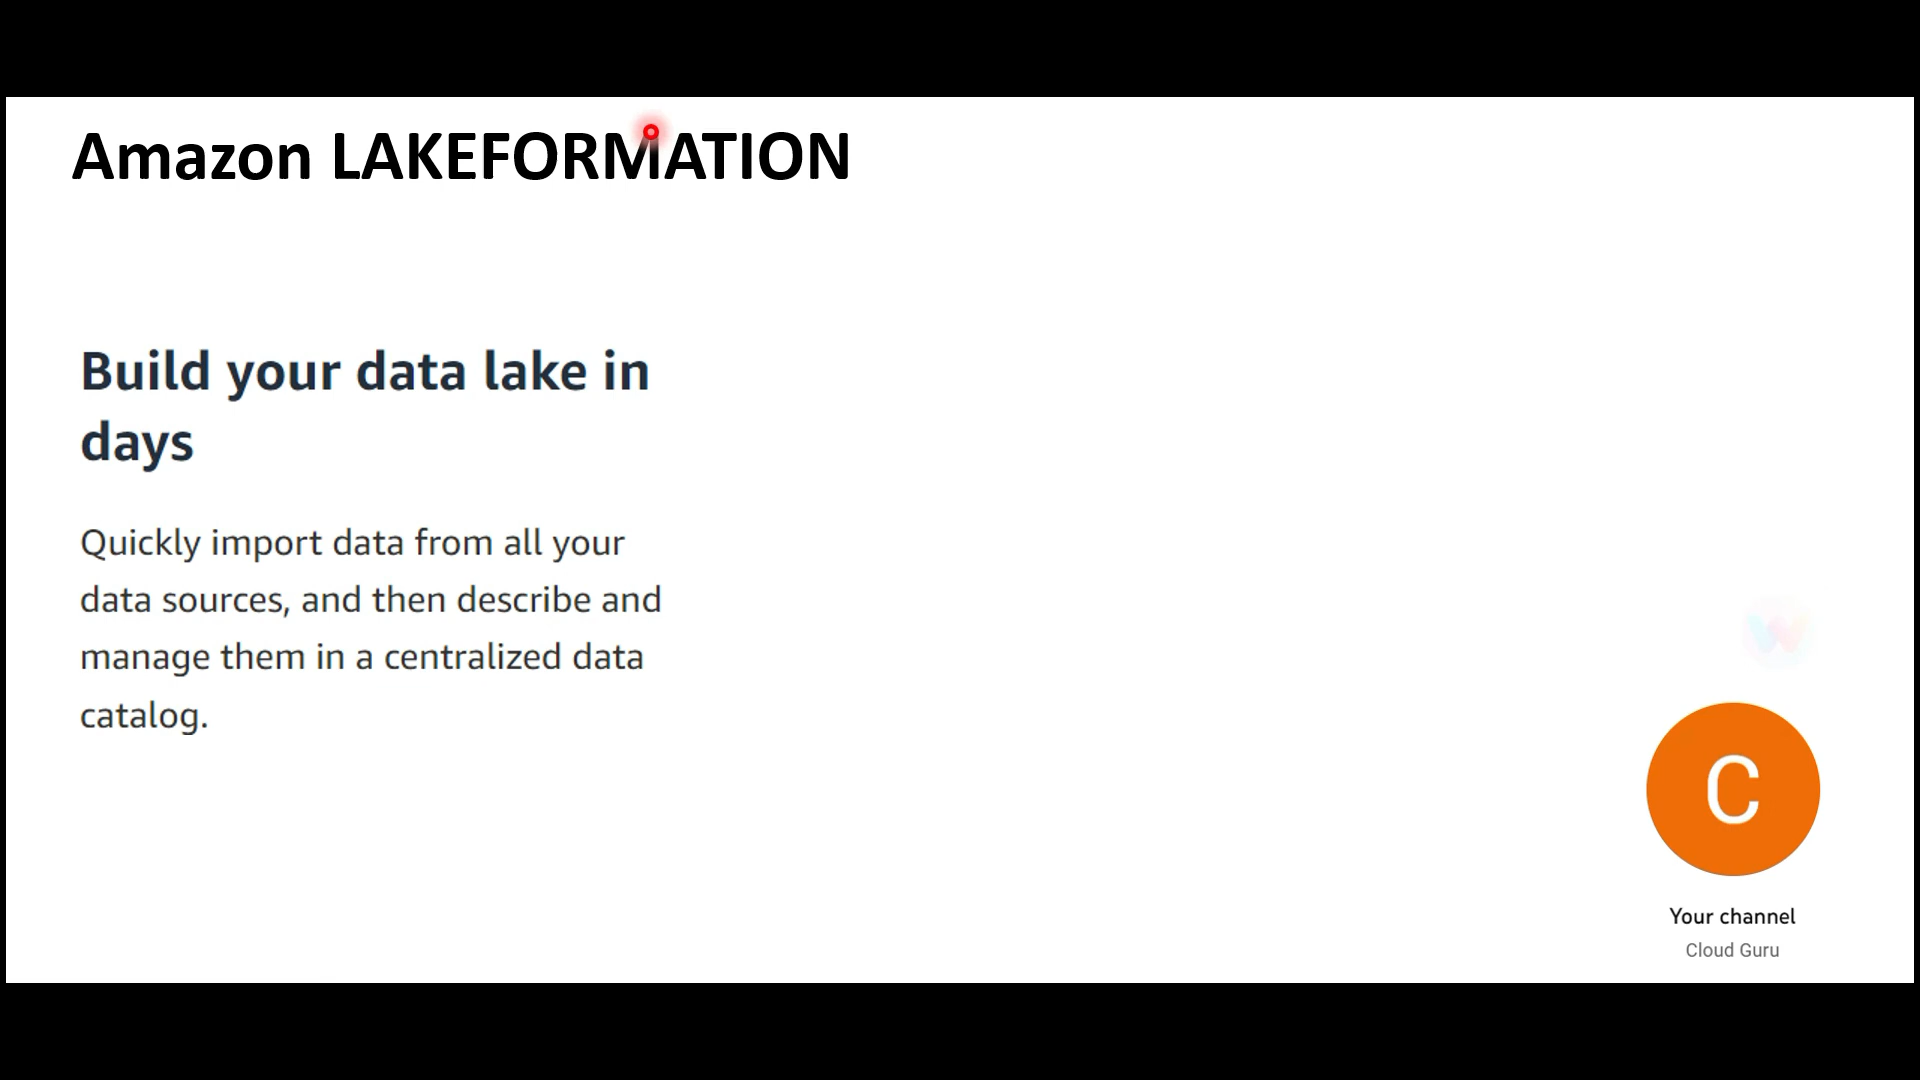 Amazon LAKEFORMATION
Build your data lake in
days
Quickly import data from all your
data sources, and then describe and
manage them in a centralized data
catalog.
W
C
Your channel
Cloud Guru